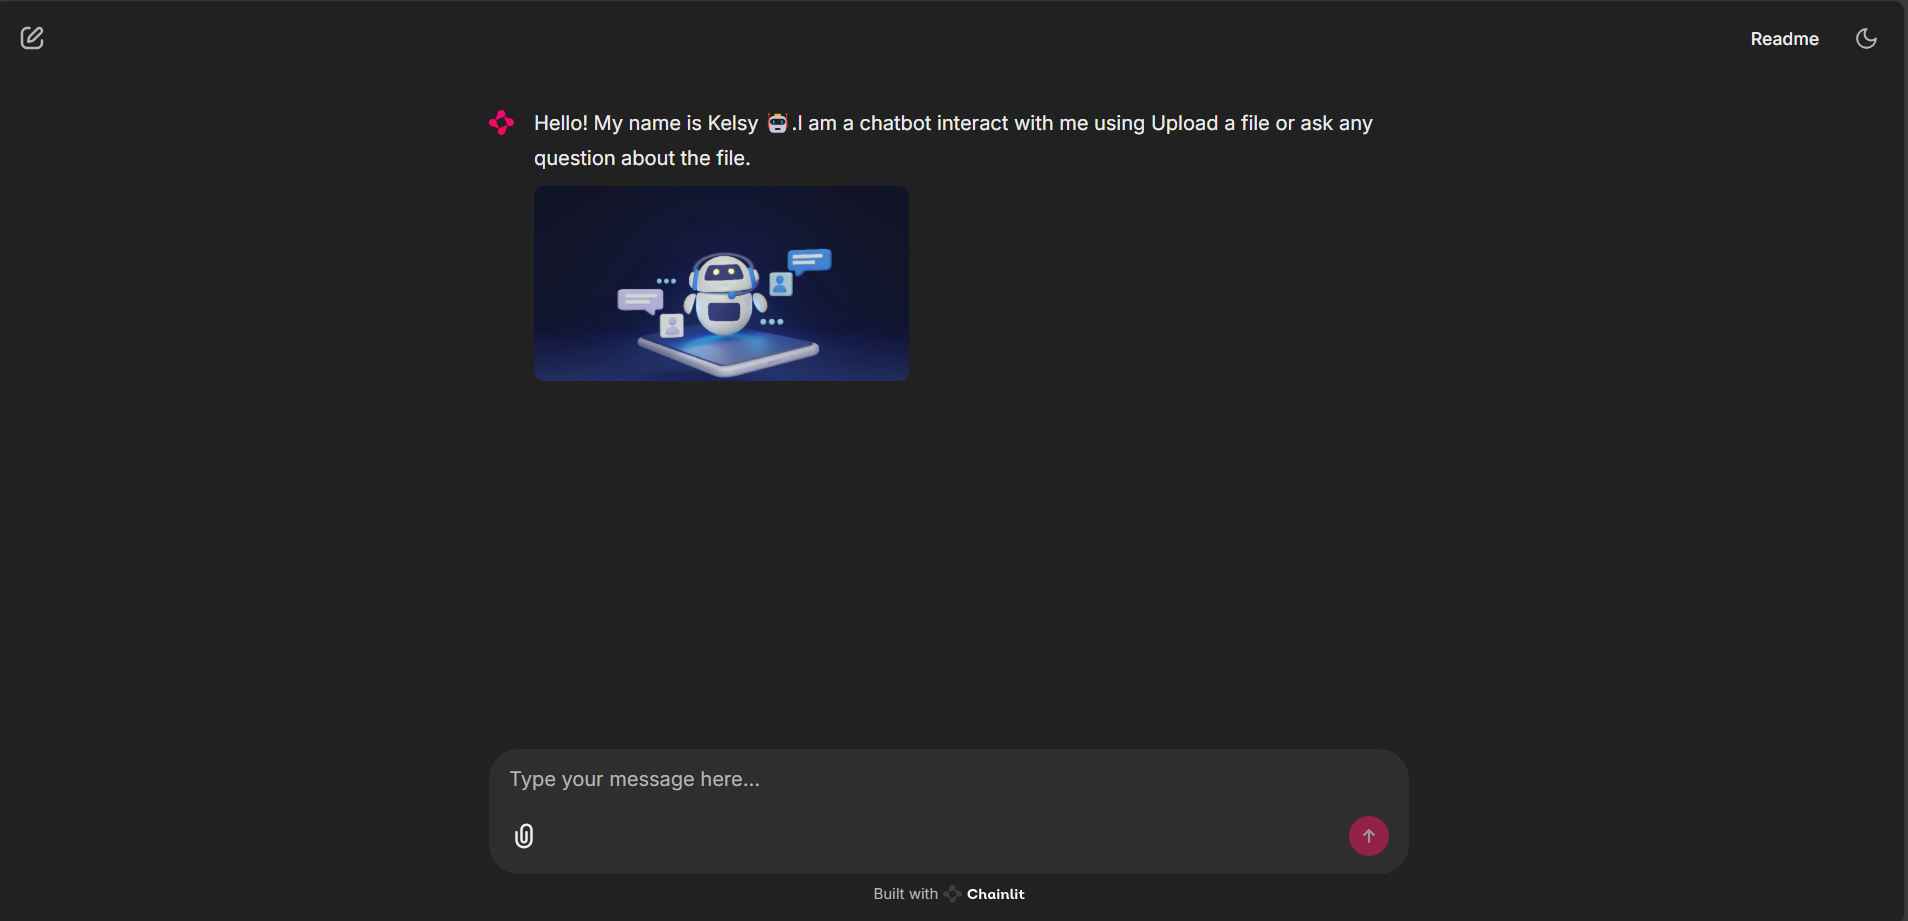 Readme
Hello! My name is Kelsy 🤖.I am a chatbot interact with me using Upload a file or ask any
question about the file.
Type your message here...
Built with Chainlit